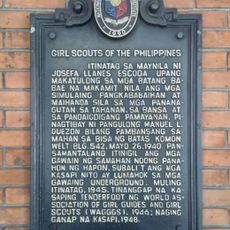 GIRL SCOUTS OF THE PHILIPPINES
ITINATAG SA MAYNILA NI
JOSEFA LLANES ESCODA UPANG
MAKATULONG SA MGA BATANG BABA
E NA MAKAMIT NILA ANG MGA
SIMULAING PANGKABABAIHAN AT
MAIHANDA SILA SA MGA PANANA
GUTAN SA TAHANAN, SA BANSA, AT
SA PANDAIGDIGANG PAMAYANAN. PI
NAGTIBAY NI PANGULONG MANUEL L.
QUEZON BILANG PAMBANSANG SA
MAHAN SA BISA NG BATAS KOMON
WELT BLG. 542, MAYO 26, 1940. PAN
SAMANTALANG ITINIGIL ANG MGA
GAWAIN NG SAMAHAN NOONG PANA
HON NG HAPON, SUBALIT ANG MGA
KASAPI NITO AY LUMAHOK SA MGA
GAWAING UNDERGROUND. MULING
ITINATAG, 1945. TINANGGAP NA KA
SAPING TENDERFOOT NG WORLD AS
SOCIATION OF GIRL GUIDES AND GIRL
SCOUTS (WAGGGS), 1946; NAGING
GANAP NA KASAPI, 1948.